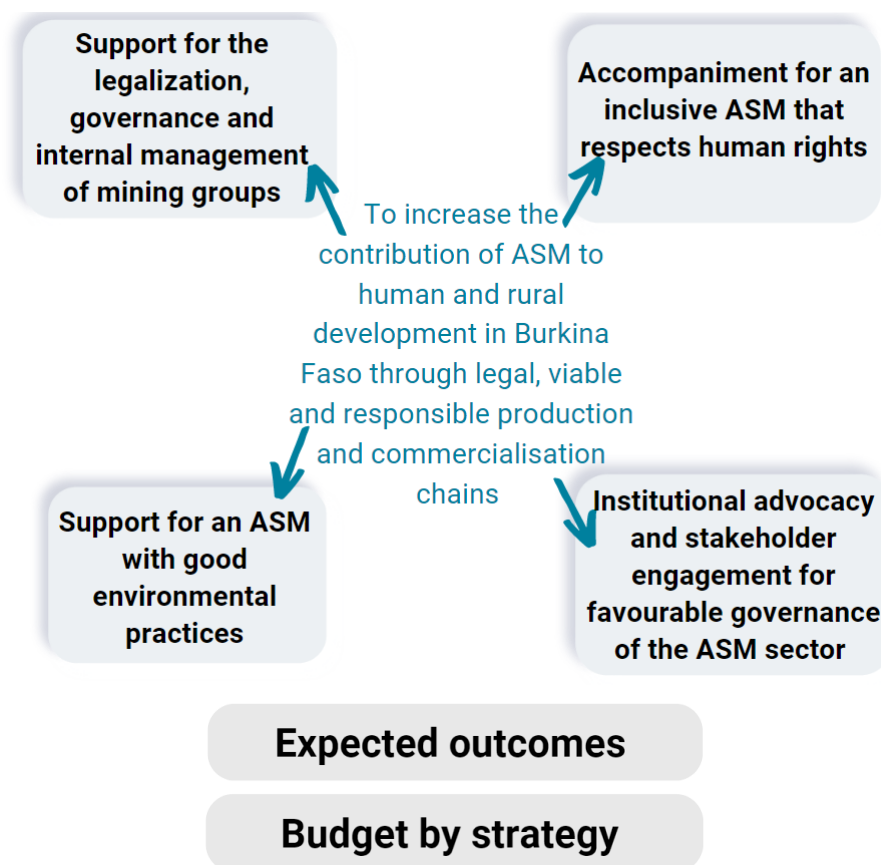 Support for the
legalization,
governance and
internal management
of mining groups
Accompaniment for an
inclusive ASM that
respects human rights
To increase the
contribution of ASM to
human and rural
development in Burkina
Faso through legal, viable
and responsible production
and commercialisation
chains
Support for an ASM
with good
environmental
practices
Institutional advocacy
and stakeholder
engagement for
favourable governance
of the ASM sector
Expected outcomes
Budget by strategy